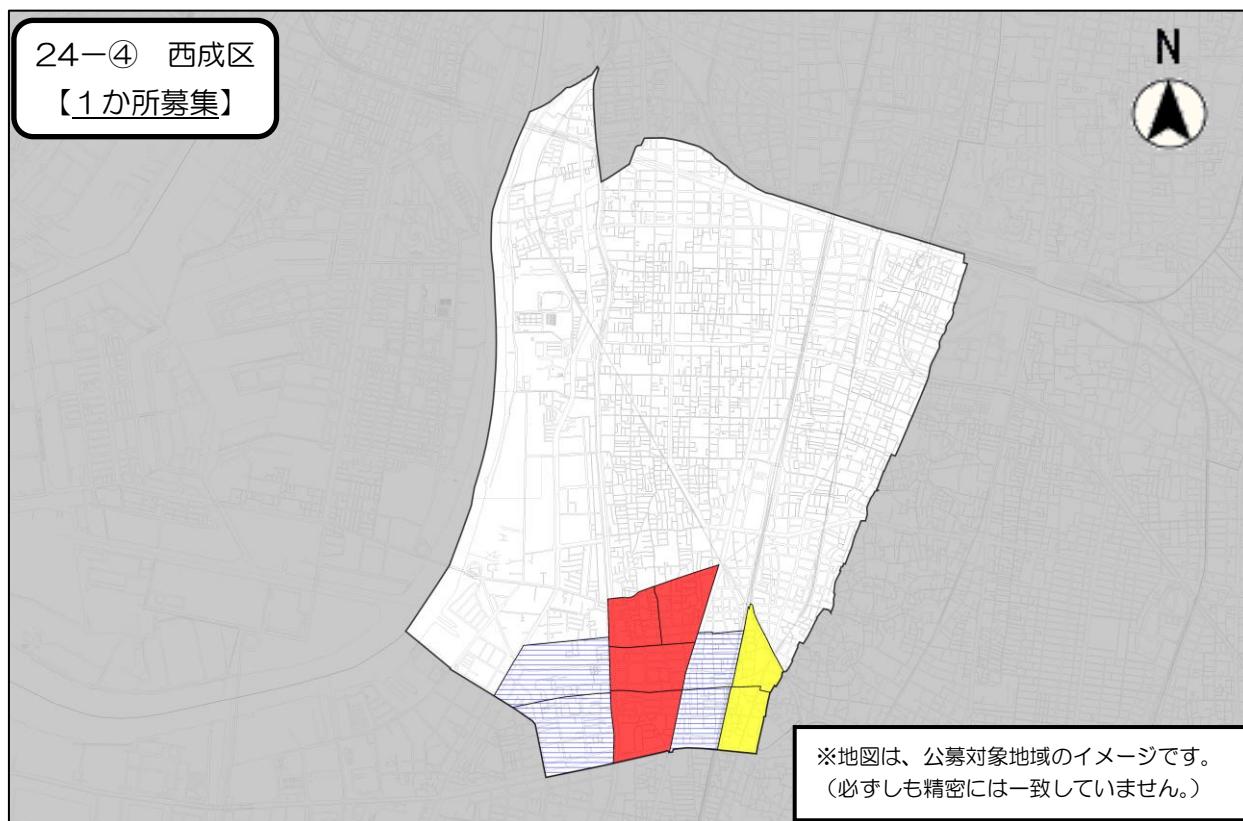 24－④　西成区
【１か所募集】
N
※地図は、公募対象地域のイメージです。
（必ずしも精密には一致していません。）